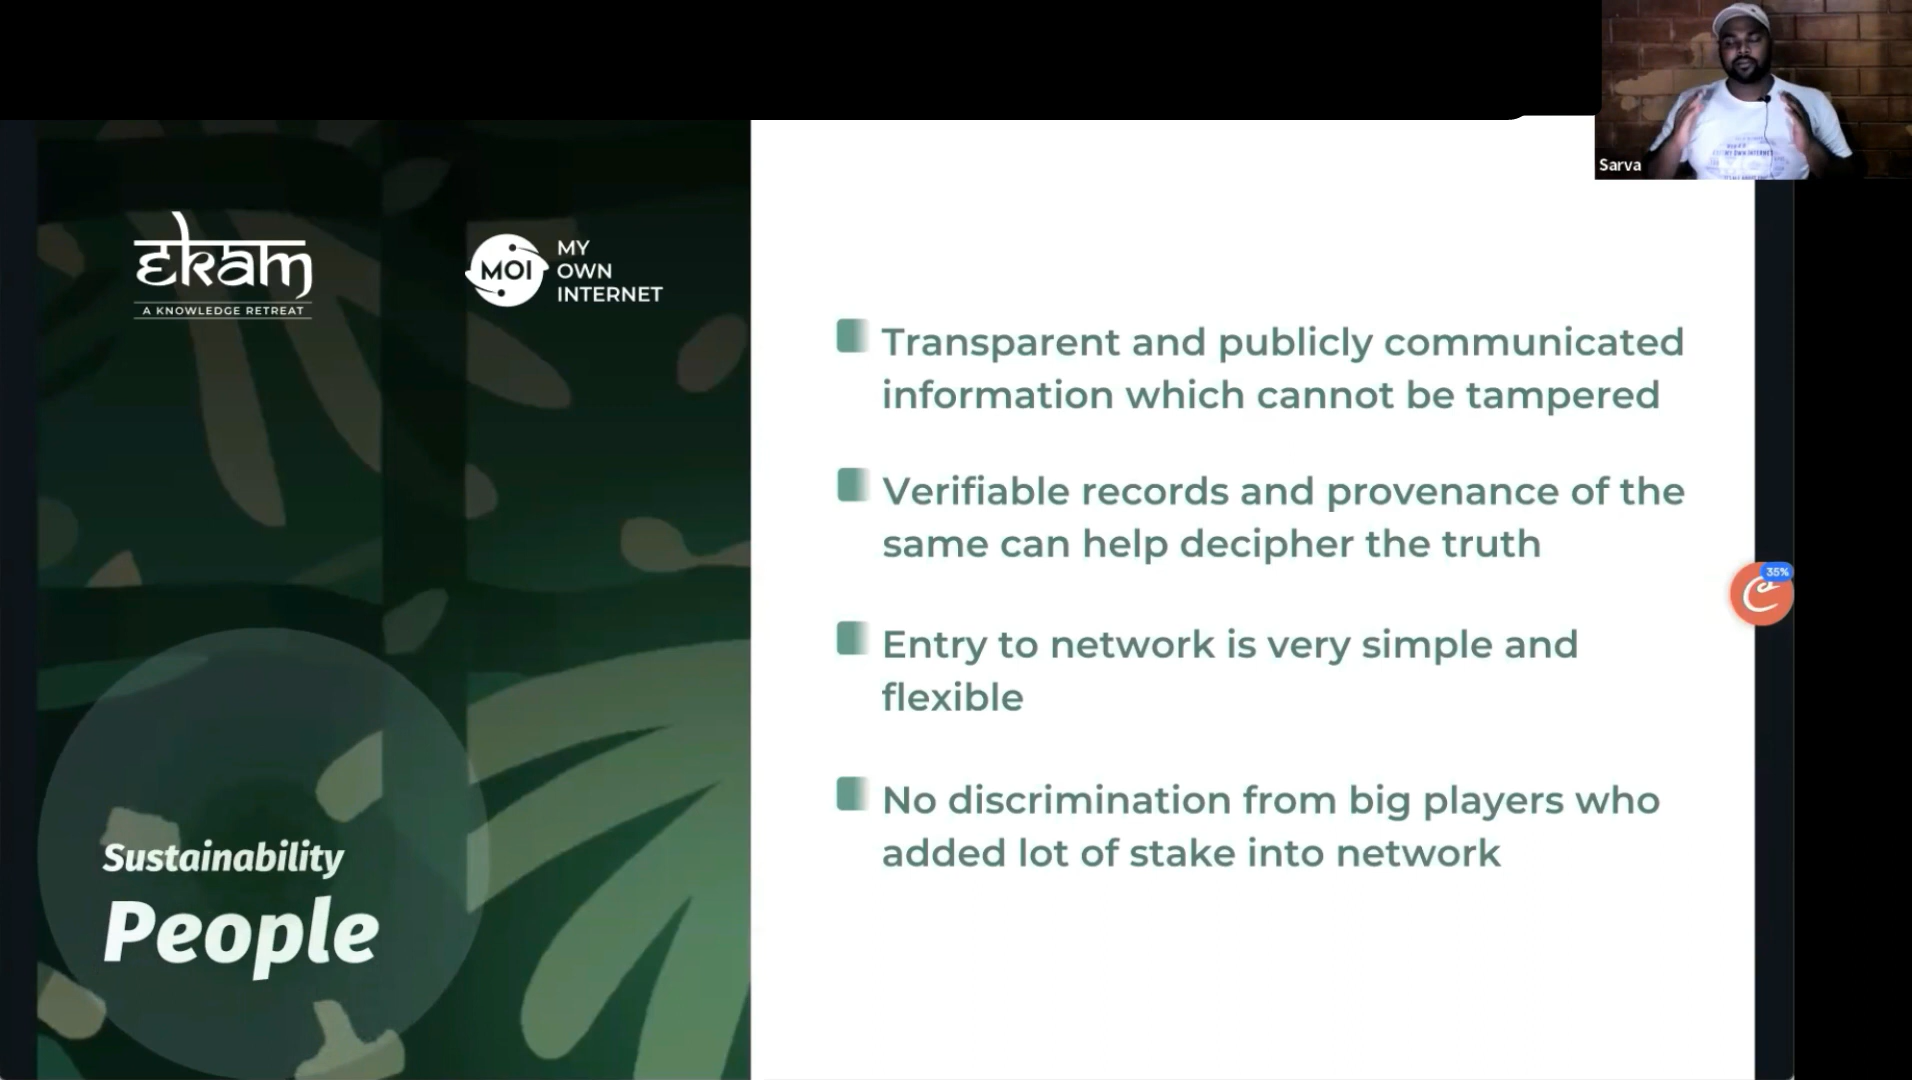 Sarva
ekam
A KNOWLEDGE RETREAT
MOI
MY
OWN
INTERNET
Transparent and publicly communicated
information which cannot be tampered
Verifiable records and provenance of the
same can help decipher the truth
35%
Entry to network is very simple and
flexible
No discrimination from big players who
added lot of stake into network
Sustainability
People